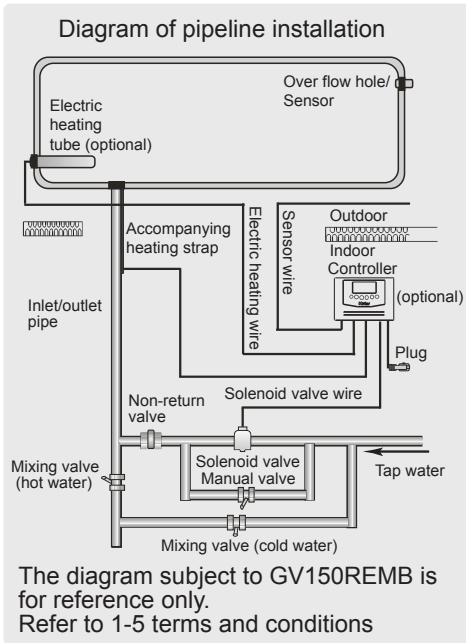 Diagram of pipeline installation
Over flow hole/
Sensor
Electric
heating
tube (optional)
Accompanying
heating strap
Electric heating wire
Sensor wire
Outdoor
Indoor
Controller
(optional)
Inlet/outlet
pipe
Plug
Solenoid valve wire
Non-return
valve
Mixing valve
(hot water)
Solenoid valve
Manual valve
Tap water
Mixing valve (cold water)
The diagram subject to GV150REMB is
for reference only.
Refer to 1-5 terms and conditions